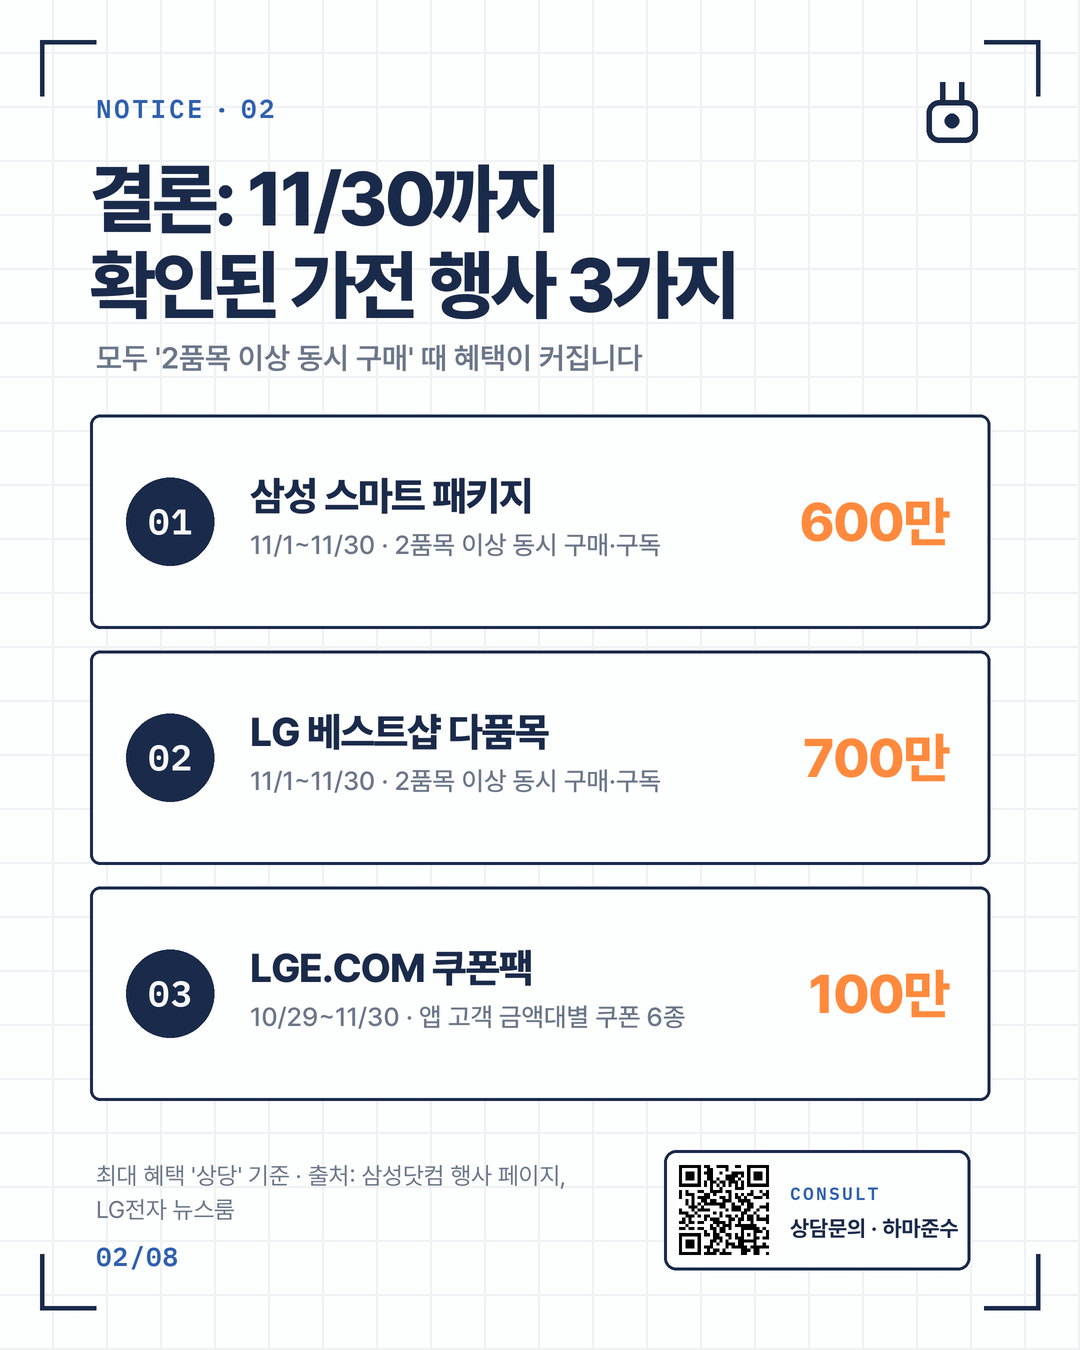 NOTICE · 02
결론: 11/30까지
확인된 가전 행사 3가지
모두 '2품목 이상 동시 구매' 때 혜택이 커집니다
01
삼성 스마트 패키지
11/1~11/30 · 2품목 이상 동시 구매·구독
600만
02
LG 베스트샵 다품목
11/1~11/30 · 2품목 이상 동시 구매·구독
700만
03
LGE.COM 쿠폰팩
10/29~11/30 · 앱 고객 금액대별 쿠폰 6종
100만
최대 혜택 '상당' 기준 · 출처: 삼성닷컴 행사 페이지,
LG전자 뉴스룸
02/08
CONSULT
상담문의 · 하마준수